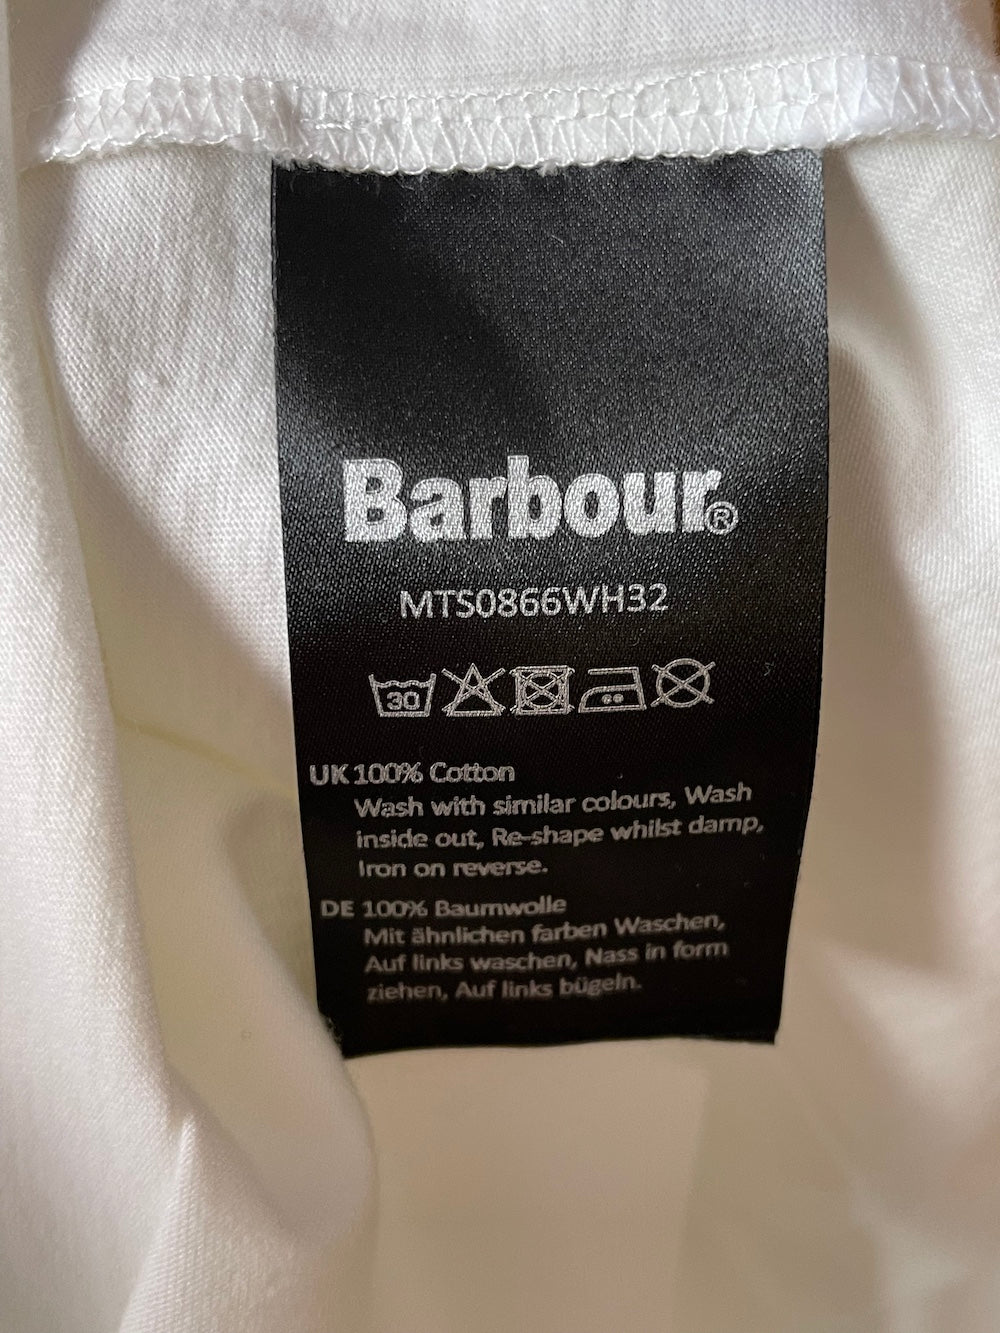 Barbour®
MTS0866WH32
30
UK 100% Cotton
Wash with similar colours, Wash
inside out, Re-shape whilst damp,
Iron on reverse.
DE 100% Baumwolle
Mit ähnlichen farben Waschen,
Auf links waschen, Nass in form
ziehen, Auf links bügeln.